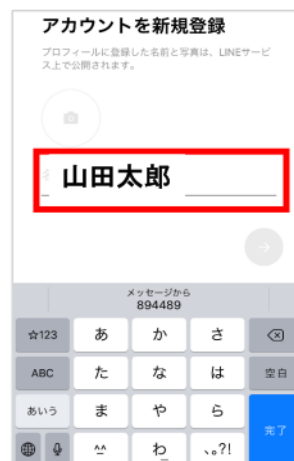 アカウントを新規登録
プロフィールに登録した名前と写真は、LINEサービ
ス上で公開されます。
山田太郎
メッセージから
894489
☆123
あ
か
さ
ABC
た
な
は
空白
あいう
ま
や
ら
完了
^^
わ
、。?!